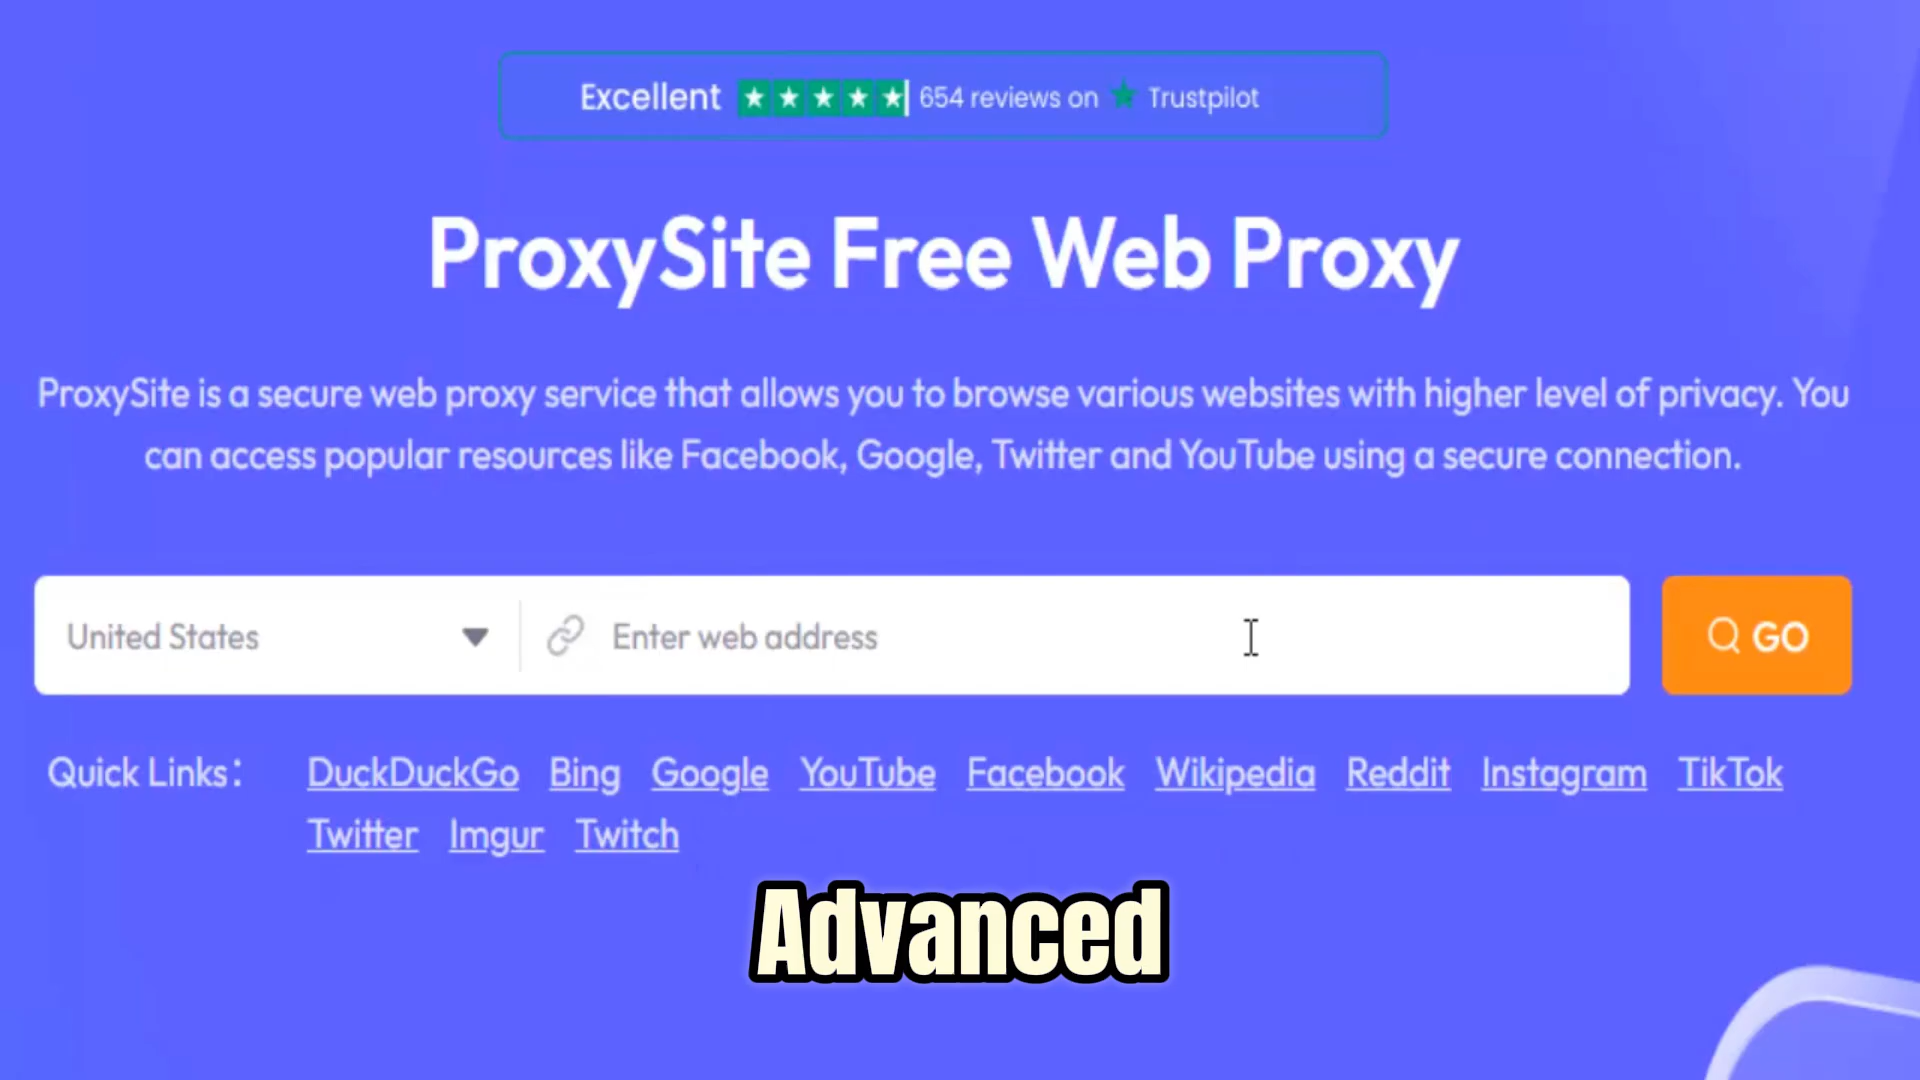 Excellent 654 reviews on Trustpilot
ProxySite Free Web Proxy
ProxySite is a secure web proxy service that allows you to browse various websites with higher level of privacy. You
can access popular resources like Facebook, Google, Twitter and YouTube using a secure connection.
United States Enter web address GO
Quick Links: DuckDuckGo Bing Google YouTube Facebook Wikipedia Reddit Instagram TikTok
Twitter Imgur Twitch
Advanced